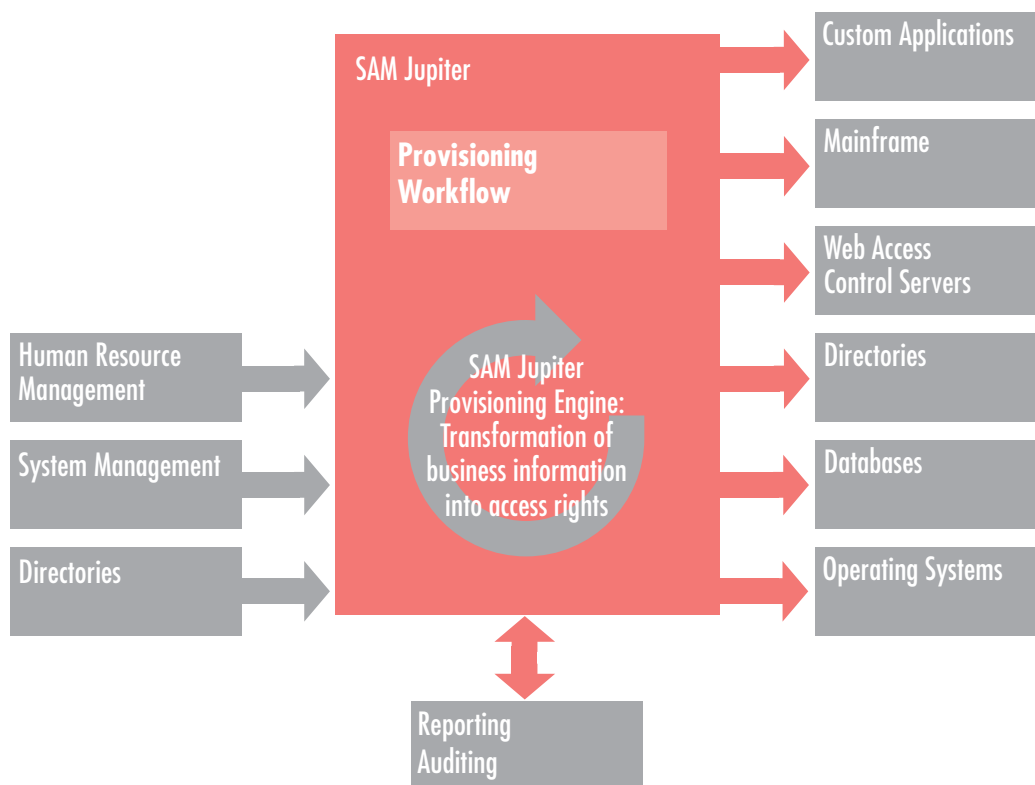 SAM Jupiter
Provisioning
Workflow
SAM Jupiter
Provisioning Engine:
Transformation of
business information
into access rights
Human Resource
Management
System Management
Directories
Custom Applications
Mainframe
Web Access
Control Servers
Directories
Databases
Operating Systems
Reporting
Auditing